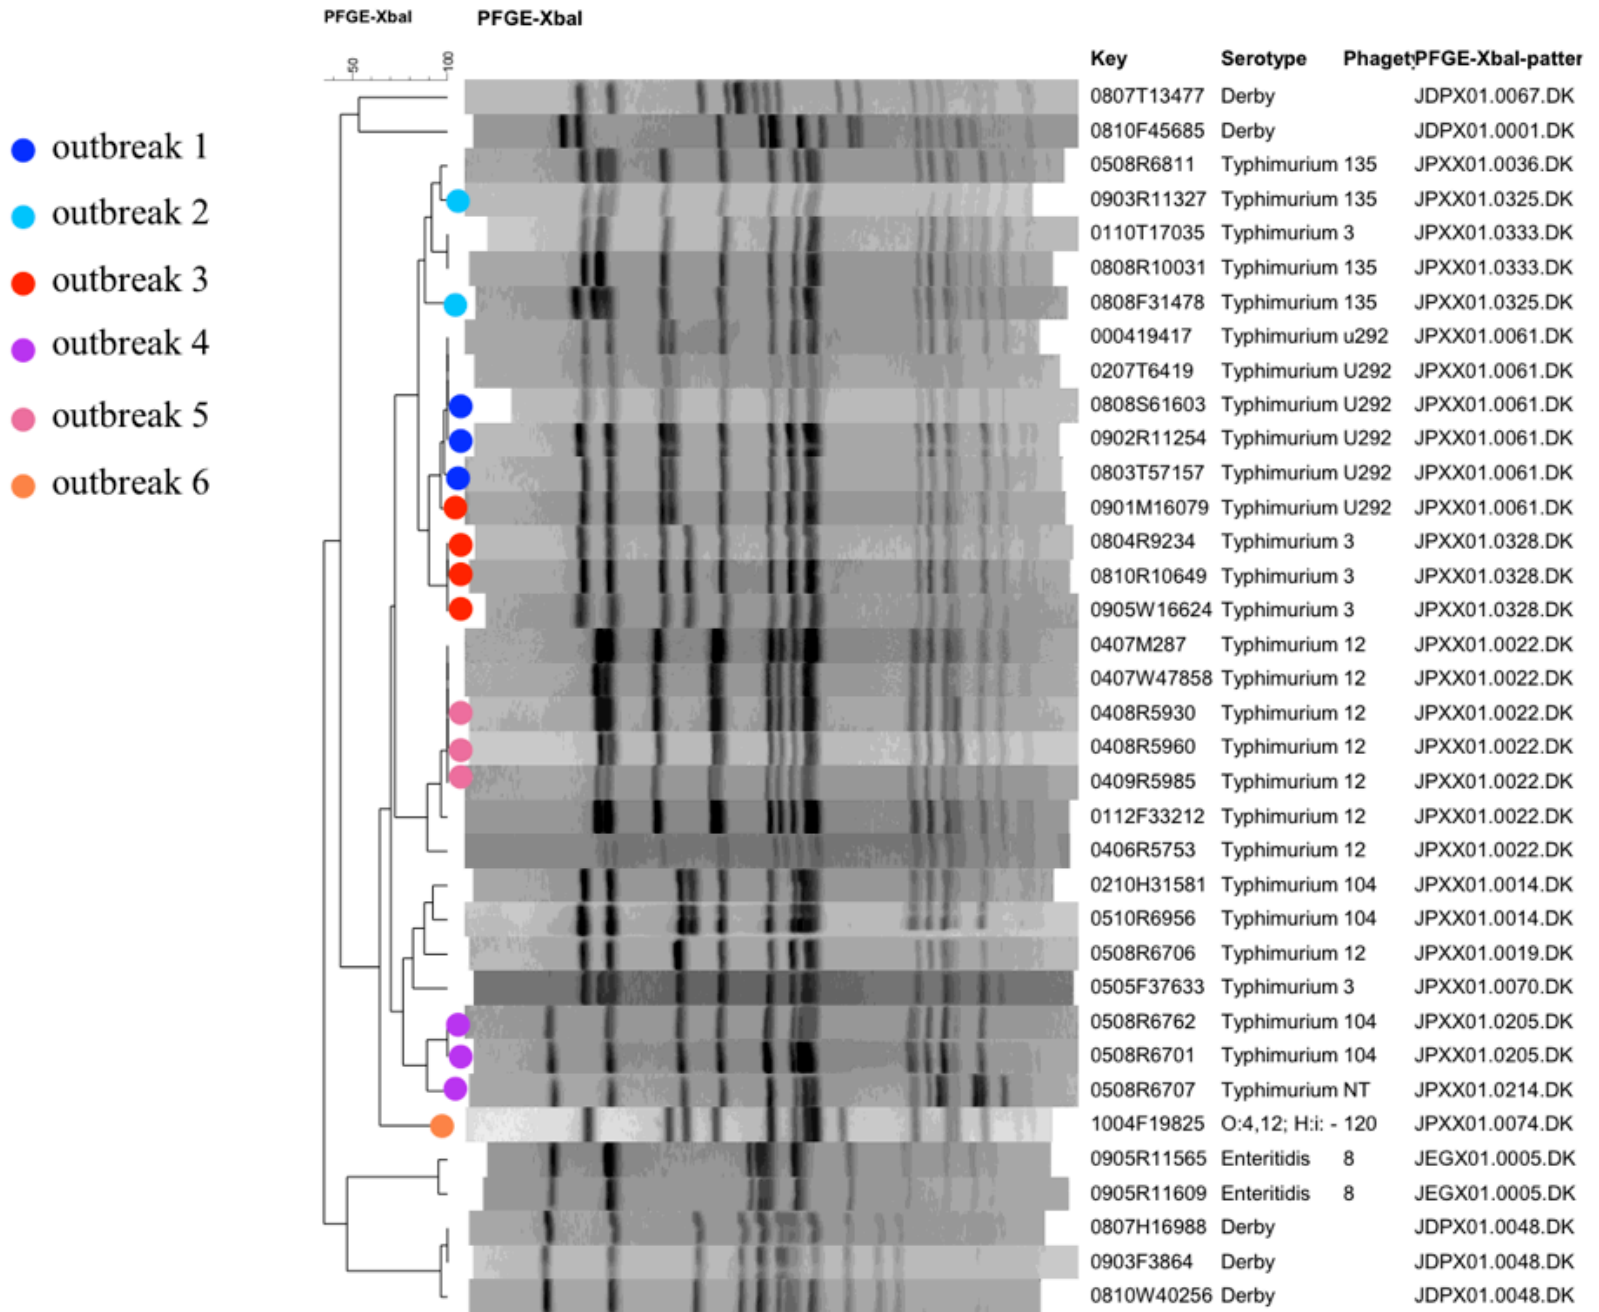 PFGE-XbaI PFGE-XbaI
50 100
Key Serotype Phagety PFGE-XbaI-patter
outbreak 1
outbreak 2
outbreak 3
outbreak 4
outbreak 5
outbreak 6
0807T13477 Derby JDPX01.0067.DK
0810F45685 Derby JDPX01.0001.DK
0508R6811 Typhimurium 135 JPXX01.0036.DK
0903R11327 Typhimurium 135 JPXX01.0325.DK
0110T17035 Typhimurium 3 JPXX01.0333.DK
0808R10031 Typhimurium 135 JPXX01.0333.DK
0808F31478 Typhimurium 135 JPXX01.0325.DK
000419417 Typhimurium u292 JPXX01.0061.DK
0207T6419 Typhimurium U292 JPXX01.0061.DK
0808S61603 Typhimurium U292 JPXX01.0061.DK
0902R11254 Typhimurium U292 JPXX01.0061.DK
0803T57157 Typhimurium U292 JPXX01.0061.DK
0901M16079 Typhimurium U292 JPXX01.0061.DK
0804R9234 Typhimurium 3 JPXX01.0328.DK
0810R10649 Typhimurium 3 JPXX01.0328.DK
0905W16624 Typhimurium 3 JPXX01.0328.DK
0407M287 Typhimurium 12 JPXX01.0022.DK
0407W47858 Typhimurium 12 JPXX01.0022.DK
0408R5930 Typhimurium 12 JPXX01.0022.DK
0408R5960 Typhimurium 12 JPXX01.0022.DK
0409R5985 Typhimurium 12 JPXX01.0022.DK
0112F33212 Typhimurium 12 JPXX01.0022.DK
0406R5753 Typhimurium 12 JPXX01.0022.DK
0210H31581 Typhimurium 104 JPXX01.0014.DK
0510R6956 Typhimurium 104 JPXX01.0014.DK
0508R6706 Typhimurium 12 JPXX01.0019.DK
0505F37633 Typhimurium 3 JPXX01.0070.DK
0508R6762 Typhimurium 104 JPXX01.0205.DK
0508R6701 Typhimurium 104 JPXX01.0205.DK
0508R6707 Typhimurium NT JPXX01.0214.DK
1004F19825 O:4,12; H:i: - 120 JPXX01.0074.DK
0905R11565 Enteritidis 8 JEGX01.0005.DK
0905R11609 Enteritidis 8 JEGX01.0005.DK
0807H16988 Derby JDPX01.0048.DK
0903F3864 Derby JDPX01.0048.DK
0810W40256 Derby JDPX01.0048.DK